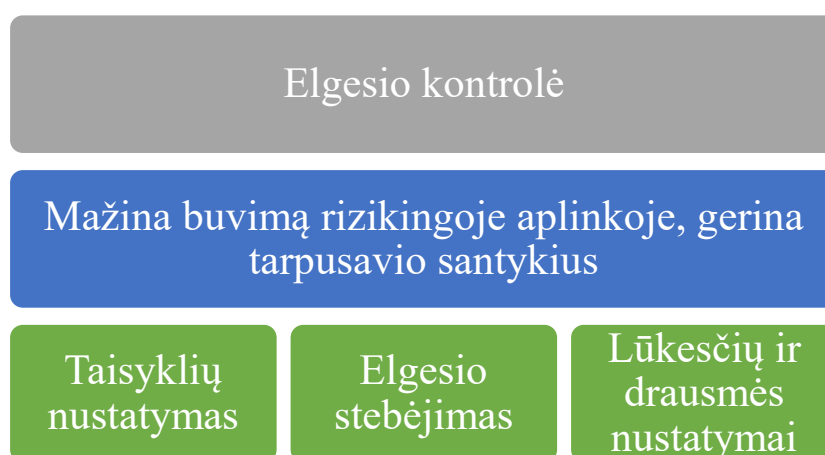 Elgesio kontrolė
Mažina buvimą rizikingoje aplinkoje, gerina
tarpusavio santykius
Taisyklių
nustatymas
Elgesio
stebėjimas
Lūkesčių ir
drausmės
nustatymai